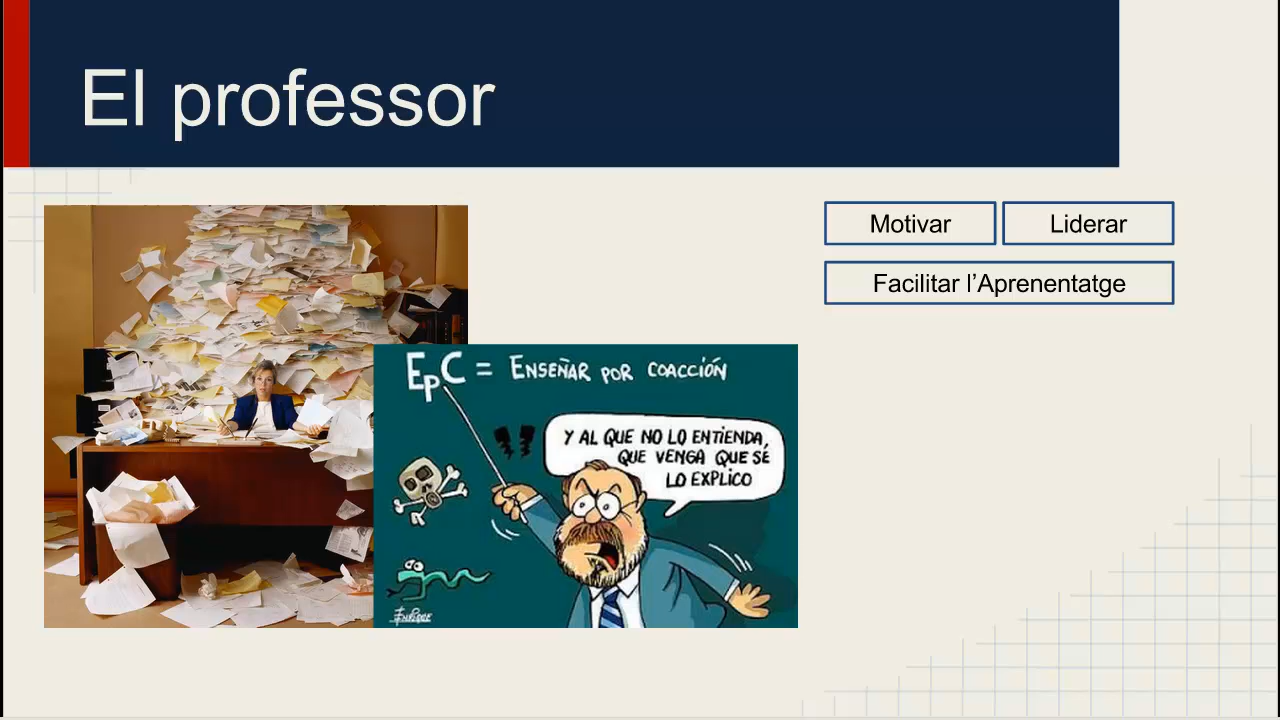 El professor
Motivar
Liderar
Facilitar l’Aprenentatge
EPC = ENSEÑAR POR COACCIÓN
Y AL QUE NO LO ENTIENDA,
QUE VENGA QUE SE
LO EXPLICO
ENRIQUE